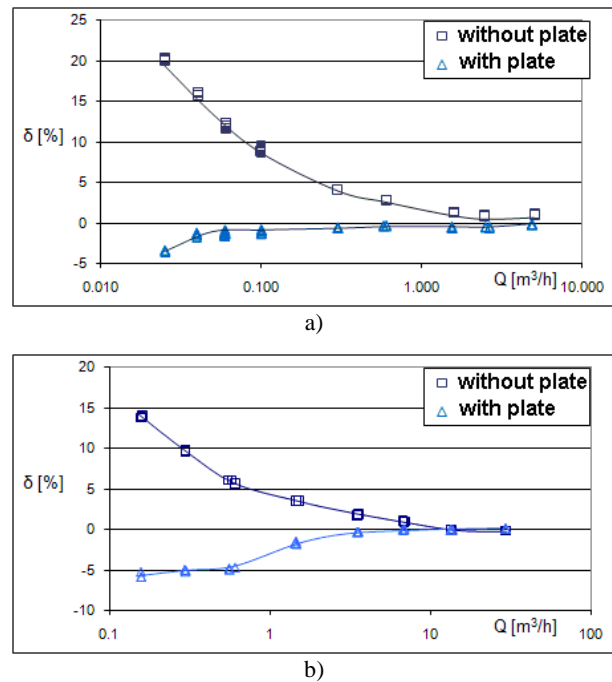 25
without plate
20
with plate
15
δ [%]
10
5
0
-5
0.010
0.100
Q [m³/h]
1.000
10.000
a)
20
without plate
15
with plate
10
δ [%]
5
0
-5
-10
0.1
1
Q [m³/h]
10
100
b)